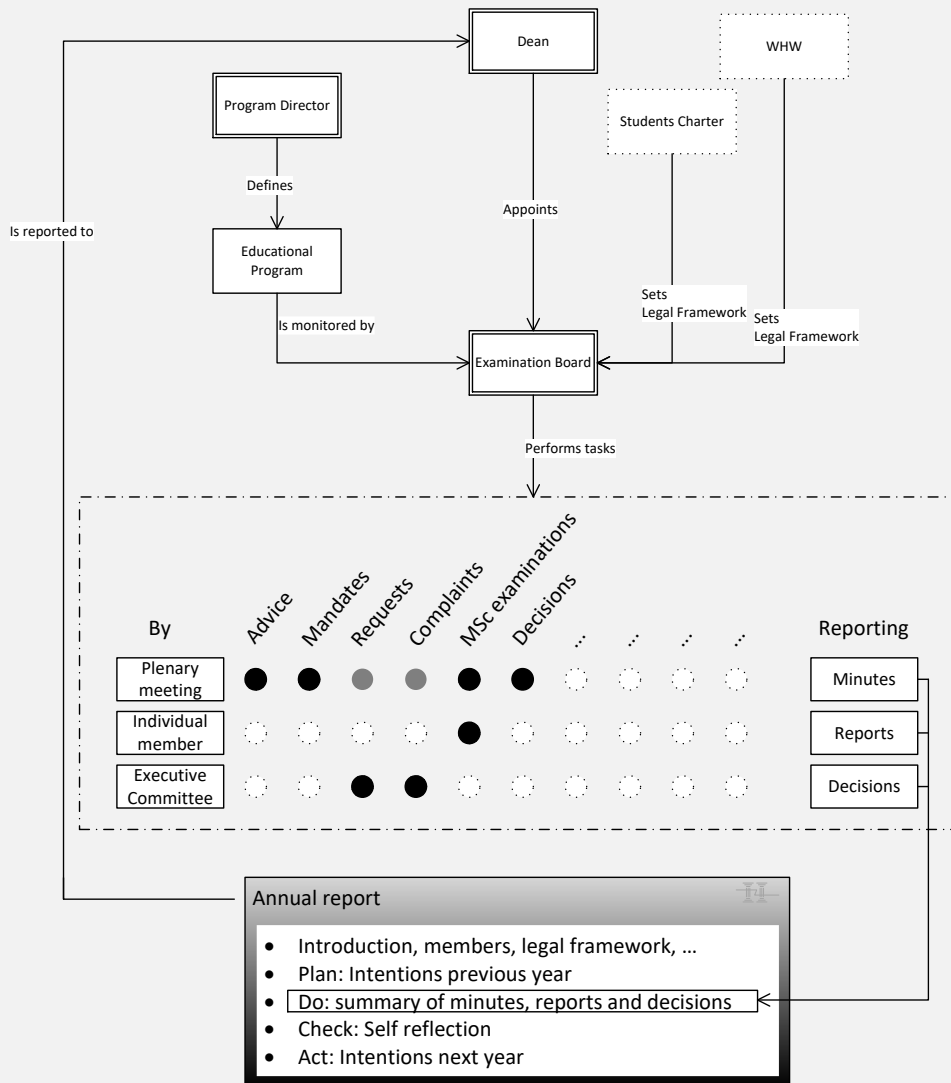 Dean
WHW
Program Director
Students Charter
Defines
Appoints
Is reported to
Educational
Program
Sets
Legal Framework
Sets
Legal Framework
Is monitored by
Examination Board
Performs tasks
By
Advice
Mandates
Requests
Complaints
MSc examinations
Decisions
...
...
...
...
Reporting
Plenary
meeting
Minutes
Individual
member
Reports
Executive
Committee
Decisions
Annual report
• Introduction, members, legal framework, …
• Plan: Intentions previous year
• Do: summary of minutes, reports and decisions
• Check: Self reflection
• Act: Intentions next year